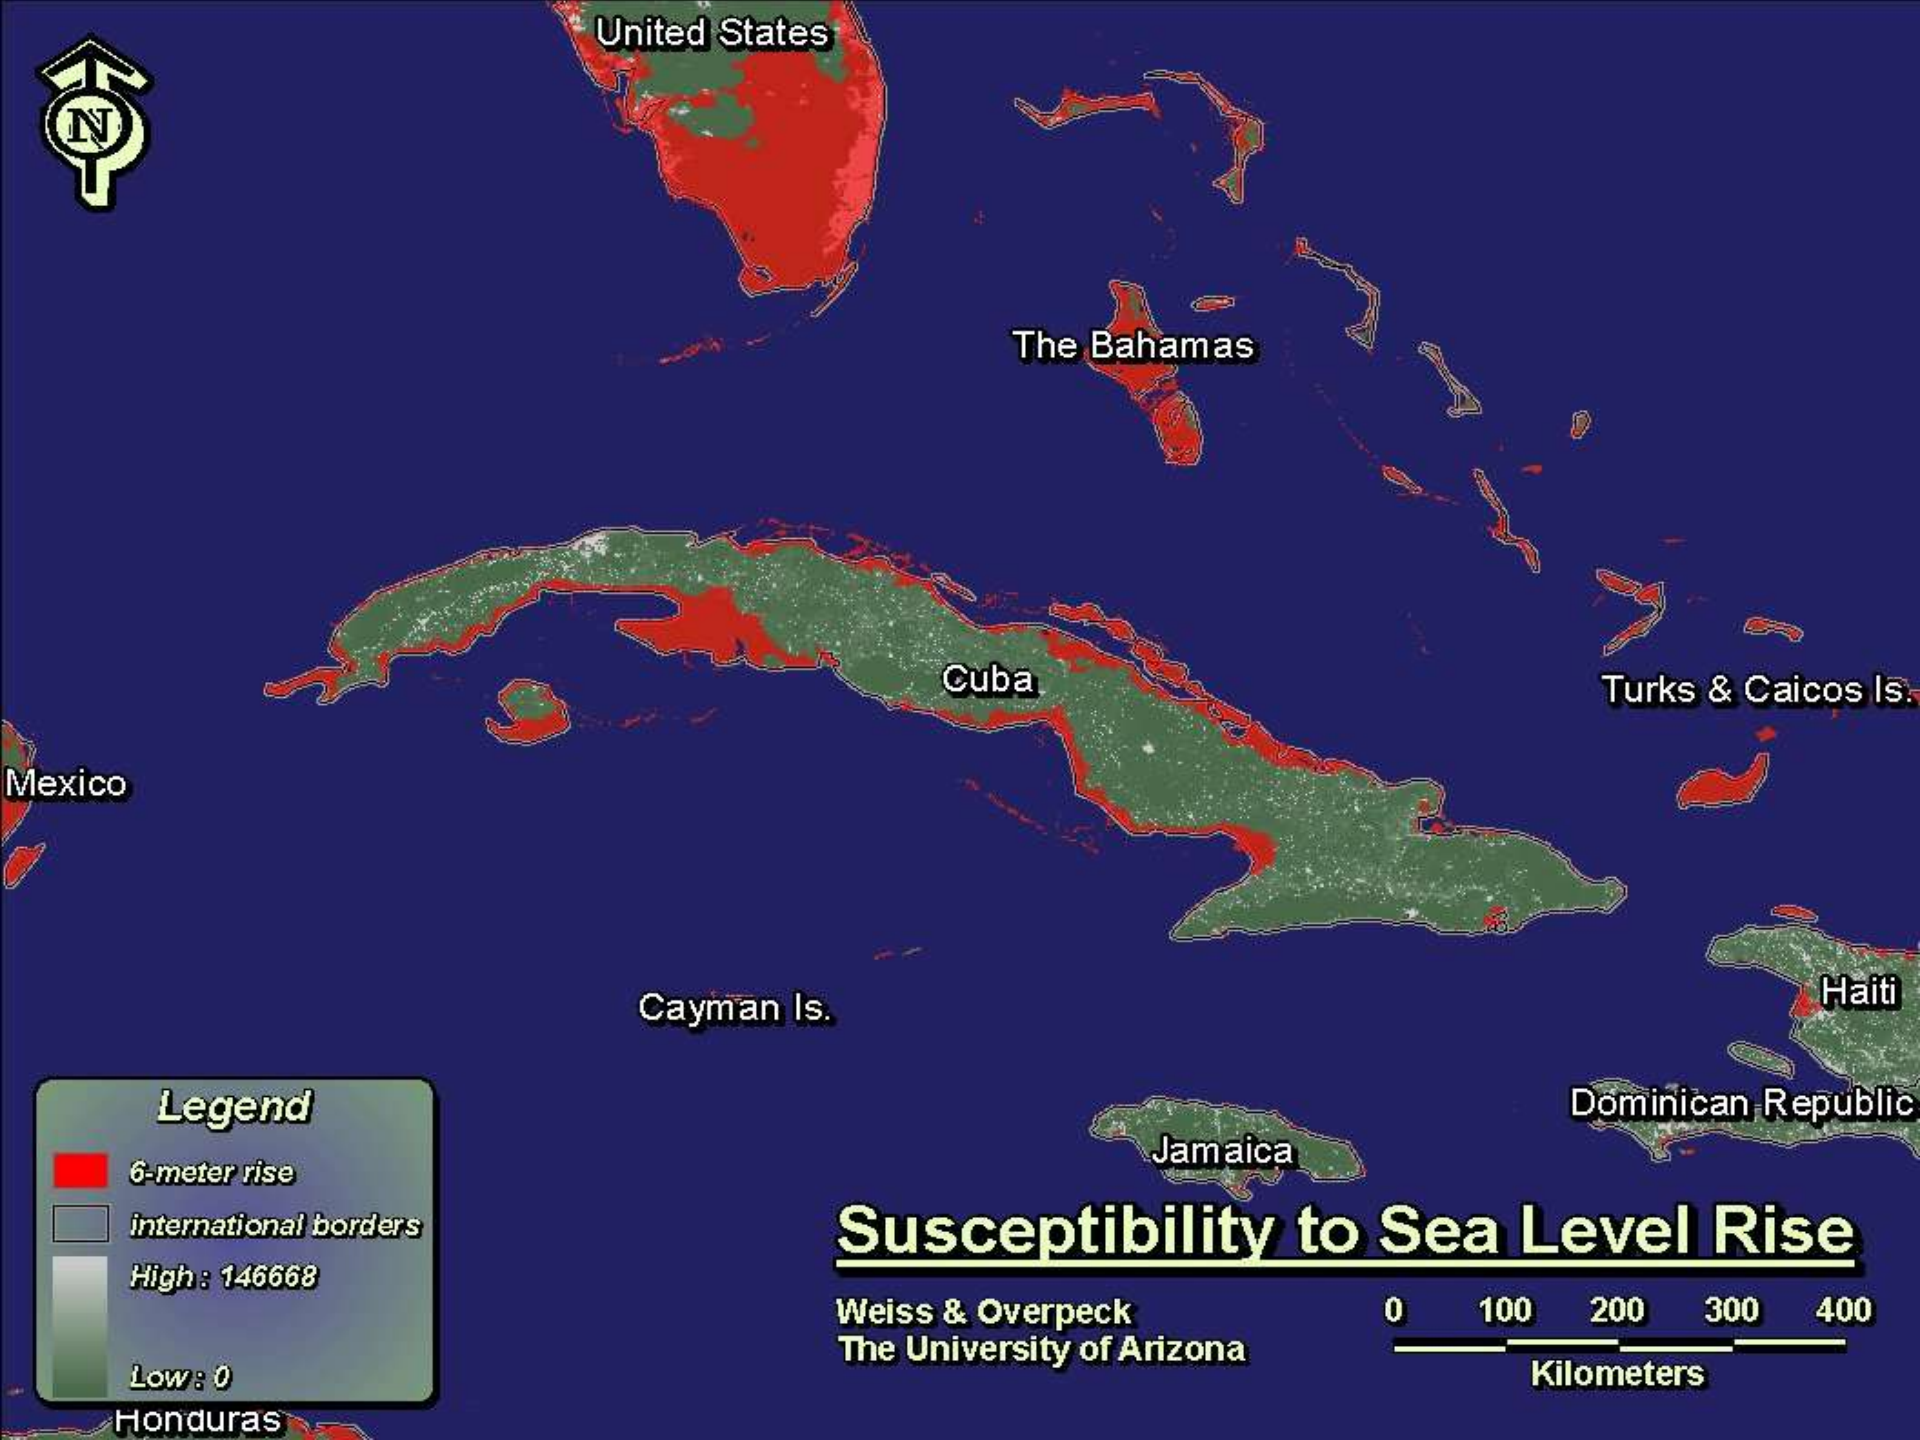 United States
N
The Bahamas
Cuba
Turks & Caicos Is.
Mexico
Haiti
Cayman Is.
Dominican Republic
Jamaica
Legend
6-meter rise
international borders
High : 146668
Low : 0
Honduras
Susceptibility to Sea Level Rise
Weiss & Overpeck
The University of Arizona
0 100 200 300 400
Kilometers